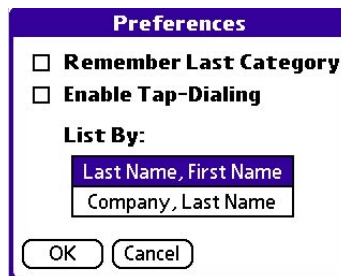 Preferences
Remember Last Category
Enable Tap-Dialing
List By:
Last Name, First Name
Company, Last Name
OK Cancel